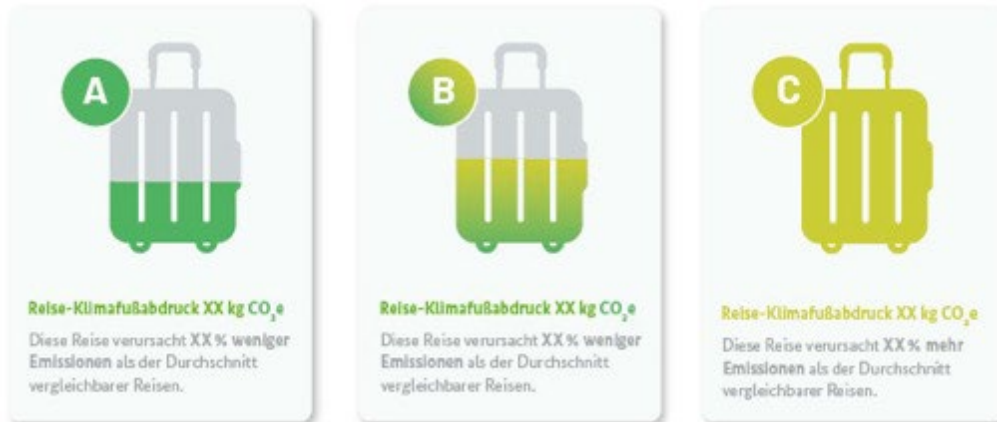 A
Reise-Klimafußabdruck XX kg CO₂e
Diese Reise verursacht XX % weniger
Emissionen als der Durchschnitt
vergleichbarer Reisen.
B
Reise-Klimafußabdruck XX kg CO₂e
Diese Reise verursacht XX % weniger
Emissionen als der Durchschnitt
vergleichbarer Reisen.
C
Reise-Klimafußabdruck XX kg CO₂e
Diese Reise verursacht XX % mehr
Emissionen als der Durchschnitt
vergleichbarer Reisen.